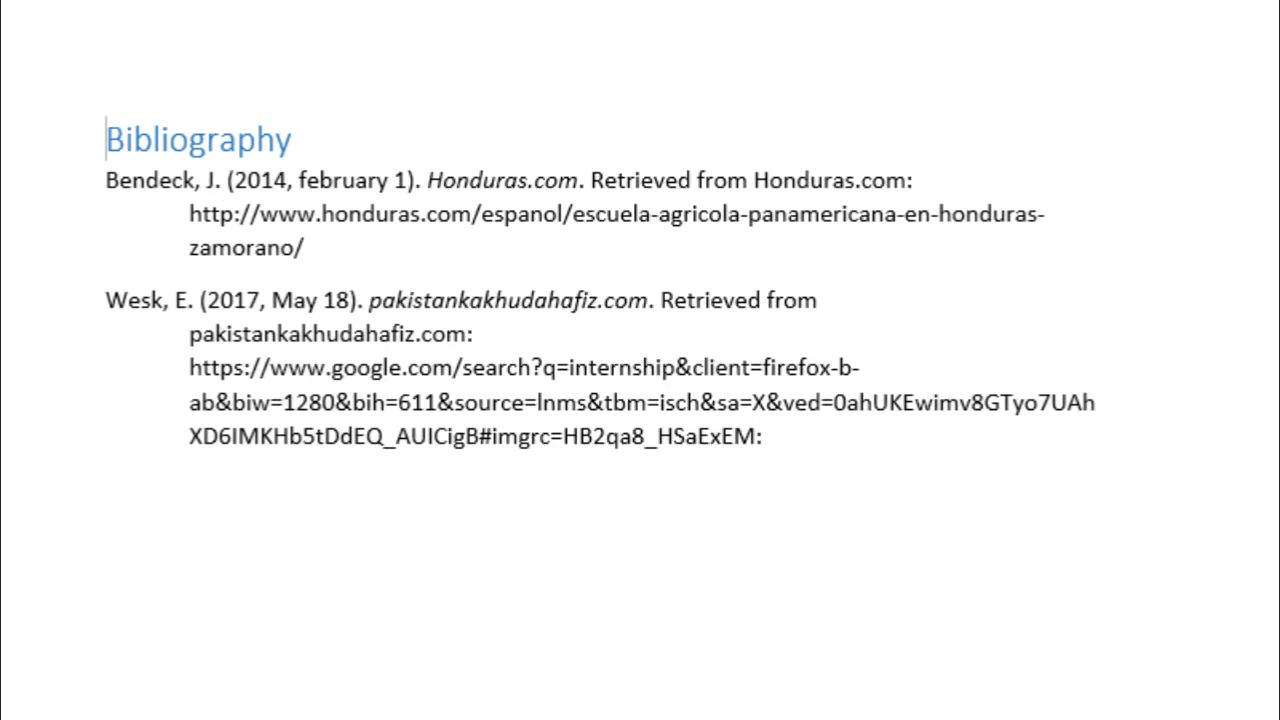 Bibliography
Bendeck, J. (2014, february 1). Honduras.com. Retrieved from Honduras.com:
http://www.honduras.com/espanol/escuela-agricola-panamericana-en-honduras-
zamorano/
Wesk, E. (2017, May 18). pakistankakhudahafiz.com. Retrieved from
pakistankakhudahafiz.com:
https://www.google.com/search?q=internship&client=firefox-b-
ab&biw=1280&bih=611&source=lnms&tbm=isch&sa=X&ved=0ahUKEwimv8GTyo7UAh
XD6IMKHb5tDdEQ_AUICigB#imgrc=HB2qa8_HSaExEM: